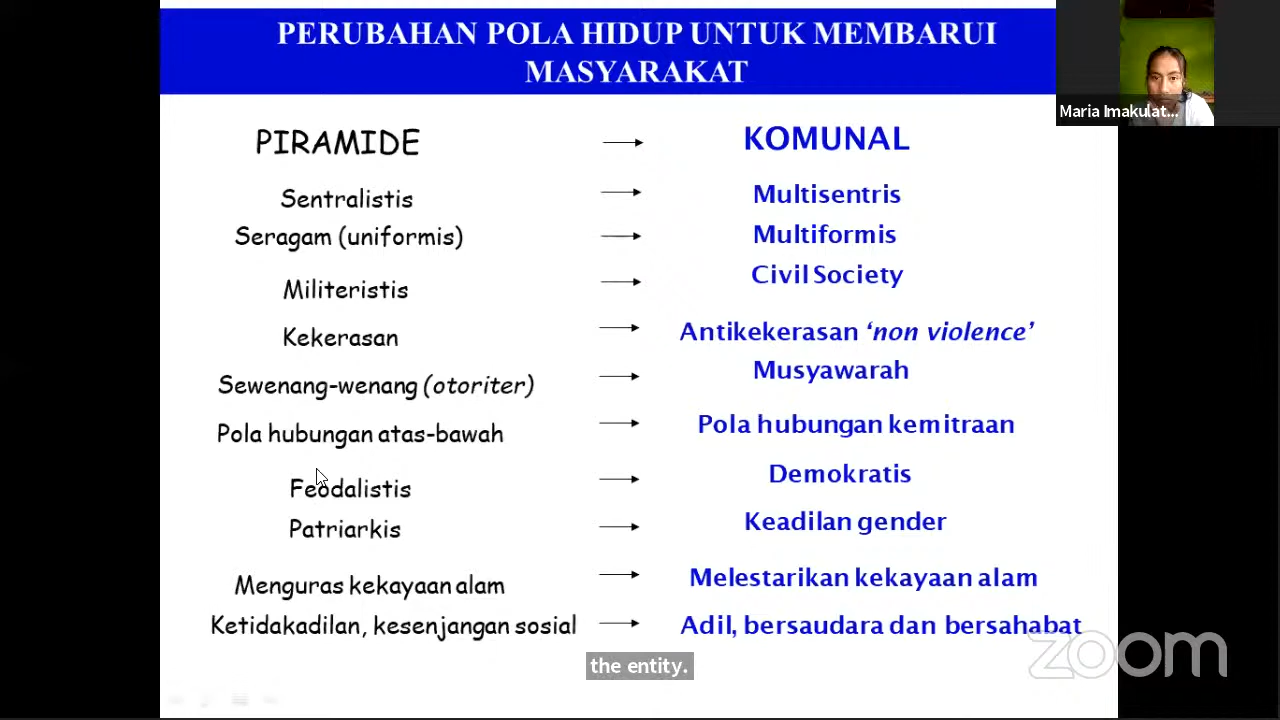 PERUBAHAN POLA HIDUP UNTUK MEMBARUI
MASYARAKAT
Maria Imakulat...
PIRAMIDE → KOMUNAL
Sentralistis → Multisentris
Seragam (uniformis) → Multiformis
Militeristis → Civil Society
Kekerasan → Antikekerasan ‘non violence’
Sewenang-wenang (otoriter) → Musyawarah
Pola hubungan atas-bawah → Pola hubungan kemitraan
Feodalistis → Demokratis
Patriarkis → Keadilan gender
Menguras kekayaan alam → Melestarikan kekayaan alam
Ketidakadilan, kesenjangan sosial → Adil, bersaudara dan bersahabat
zoom
the entity.